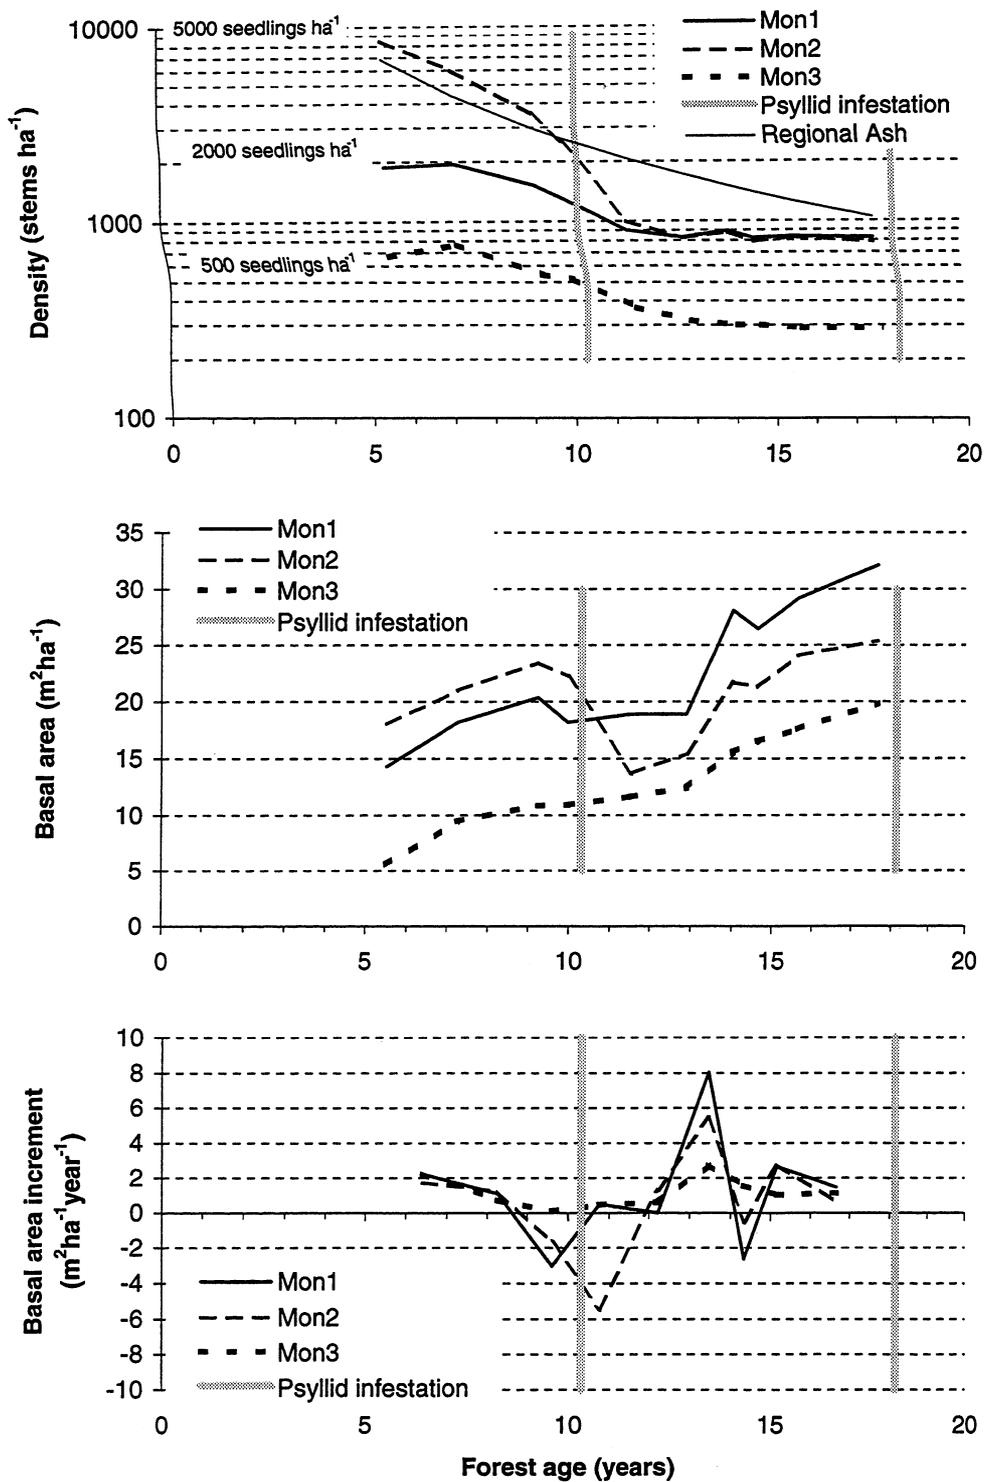 10000
5000 seedlings ha-1
Mon1
Mon2
Mon3
Psyllid infestation
Regional Ash
2000 seedlings ha-1
1000
500 seedlings ha-1
100
Density (stems ha-1)
0 5 10 15 20
35
30
25
20
15
10
5
0
Mon1
Mon2
Mon3
Psyllid infestation
Basal area (m2ha-1)
0 5 10 15 20
10
8
6
4
2
0
-2
-4
-6
-8
-10
Basal area increment
(m2ha-1year-1)
Mon1
Mon2
Mon3
Psyllid infestation
0 5 10 15 20
Forest age (years)